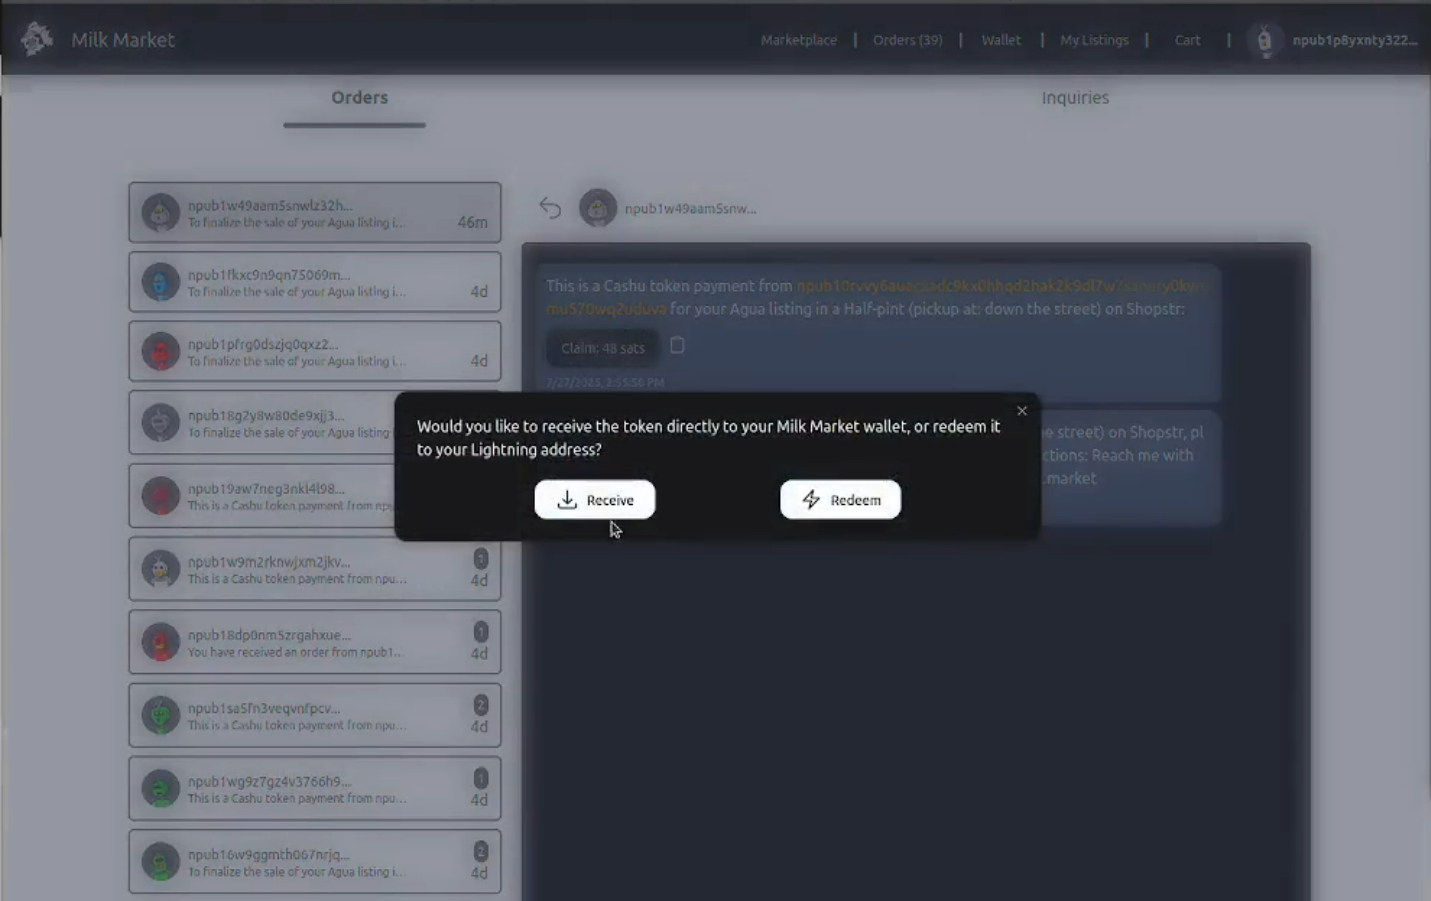 Milk Market
Marketplace | Orders (39) | Wallet | My Listings | Cart | npub1p8yxnty322...
Orders
Inquiries
npub1w49aam5snwlz32h...
To finalize the sale of your Agua listing i...
46m
npub1fkxc9n9qn75069m...
To finalize the sale of your Agua listing i...
4d
npub1pfrg0dszjq0qxz2...
To finalize the sale of your Agua listing i...
4d
npub18g2y8w80de9xjj3...
To finalize the sale of your Agua listing
npub19aw7neg3nkl4l98...
This is a Cashu token payment from np
npub1w9m2rknwjxm2jkv...
This is a Cashu token payment from npu...
1
4d
npub18dp0nm5zrgahxue...
You have received an order from npub1...
1
4d
npub1sa5fn3veqvnfpcv...
This is a Cashu token payment from npu...
2
4d
npub1wg9z7gz4v3766h9...
This is a Cashu token payment from npu...
1
4d
npub16w9ggmth067nrjq...
To finalize the sale of your Agua listing i...
2
4d
npub1w49aam5snw...
This is a Cashu token payment from
for your Agua listing in a Half-pint (pickup at: down the street) on Shopstr:
Claim: 48 sats
PM
Would you like to receive the token directly to your Milk Market wallet, or redeem it
to your Lightning address?
Receive
Redeem
e street) on Shopstr, pl
ctions: Reach me with
.market